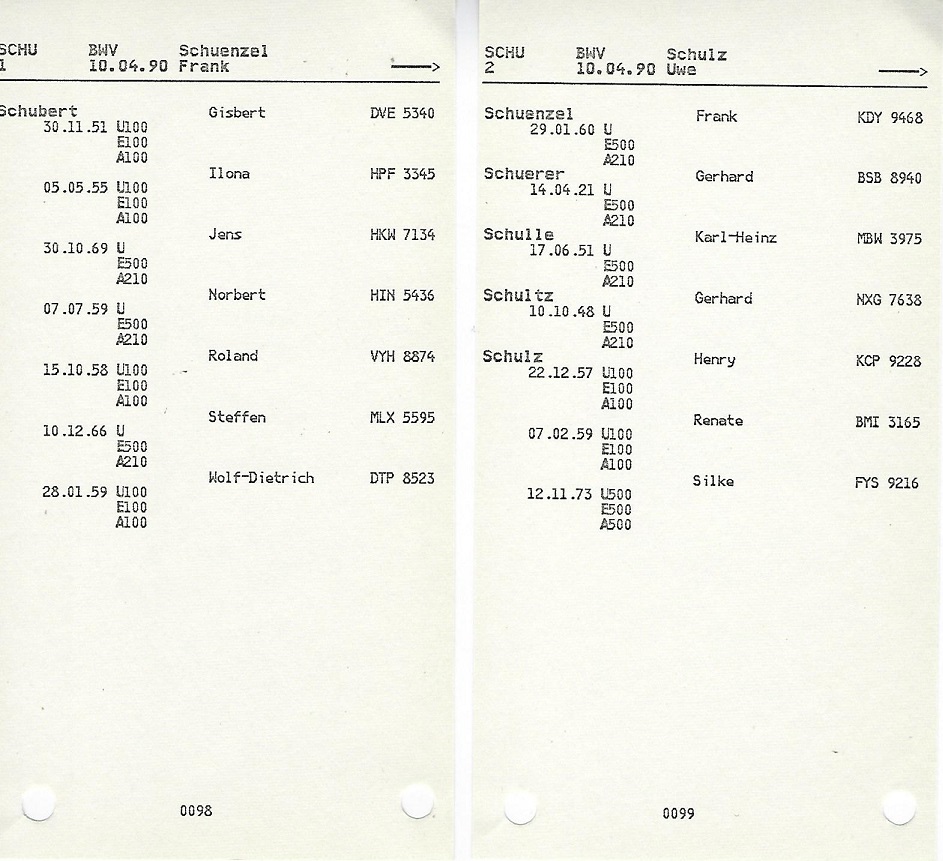 SCHU BWV Schuenzel
1 10.04.90 Frank
Schubert Gisbert DVE 5340
30.11.51 U100
E100
A100
Ilona HPF 3345
05.05.55 U100
E100
A100
Jens HKW 7134
30.10.69 U
E500
A210
Norbert HIN 5436
07.07.59 U
E500
A210
Roland VYH 8874
15.10.58 U100
E100
A100
Steffen MLX 5595
10.12.66 U
E500
A210
Wolf-Dietrich DTP 8523
28.01.59 U100
E100
A100
0098
SCHU BWV Schulz
2 10.04.90 Uwe
Schuenzel Frank KDY 9468
29.01.60 U
E500
A210
Schuerer Gerhard BSB 8940
14.04.21 U
E500
A210
Schulle Karl-Heinz MBW 3975
17.06.51 U
E500
A210
Schultz Gerhard NXG 7638
10.10.48 U
E500
A210
Schulz Henry KCP 9228
22.12.57 U100
E100
A100
Renate BMI 3165
07.02.59 U100
E100
A100
Silke FYS 9216
12.11.73 U500
E500
A500
0099